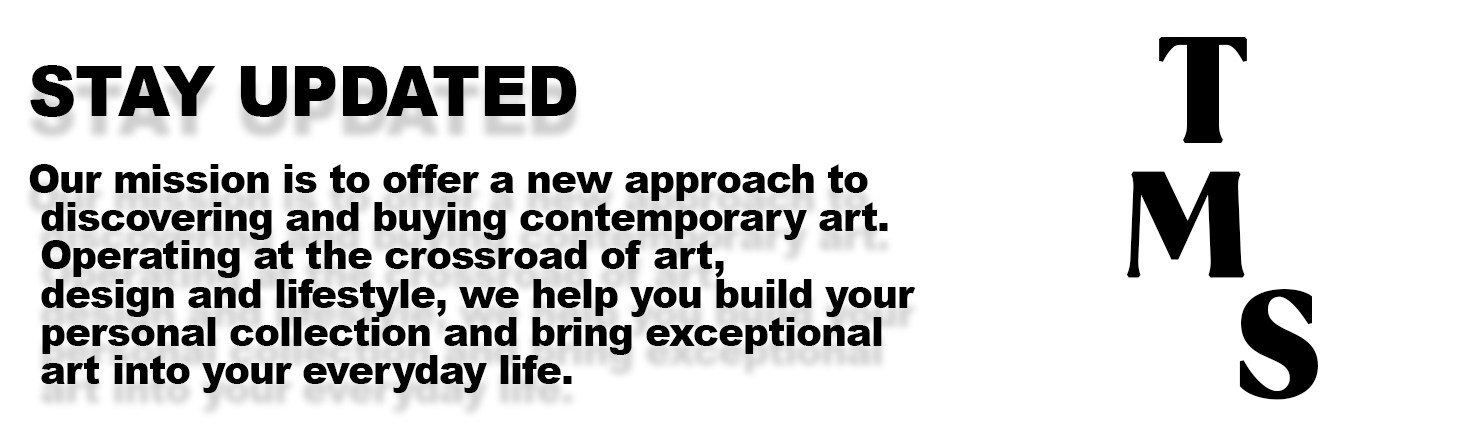 STAY UPDATED
Our mission is to offer a new approach to
discovering and buying contemporary art.
Operating at the crossroad of art,
design and lifestyle, we help you build your
personal collection and bring exceptional
art into your everyday life.
T
M
S